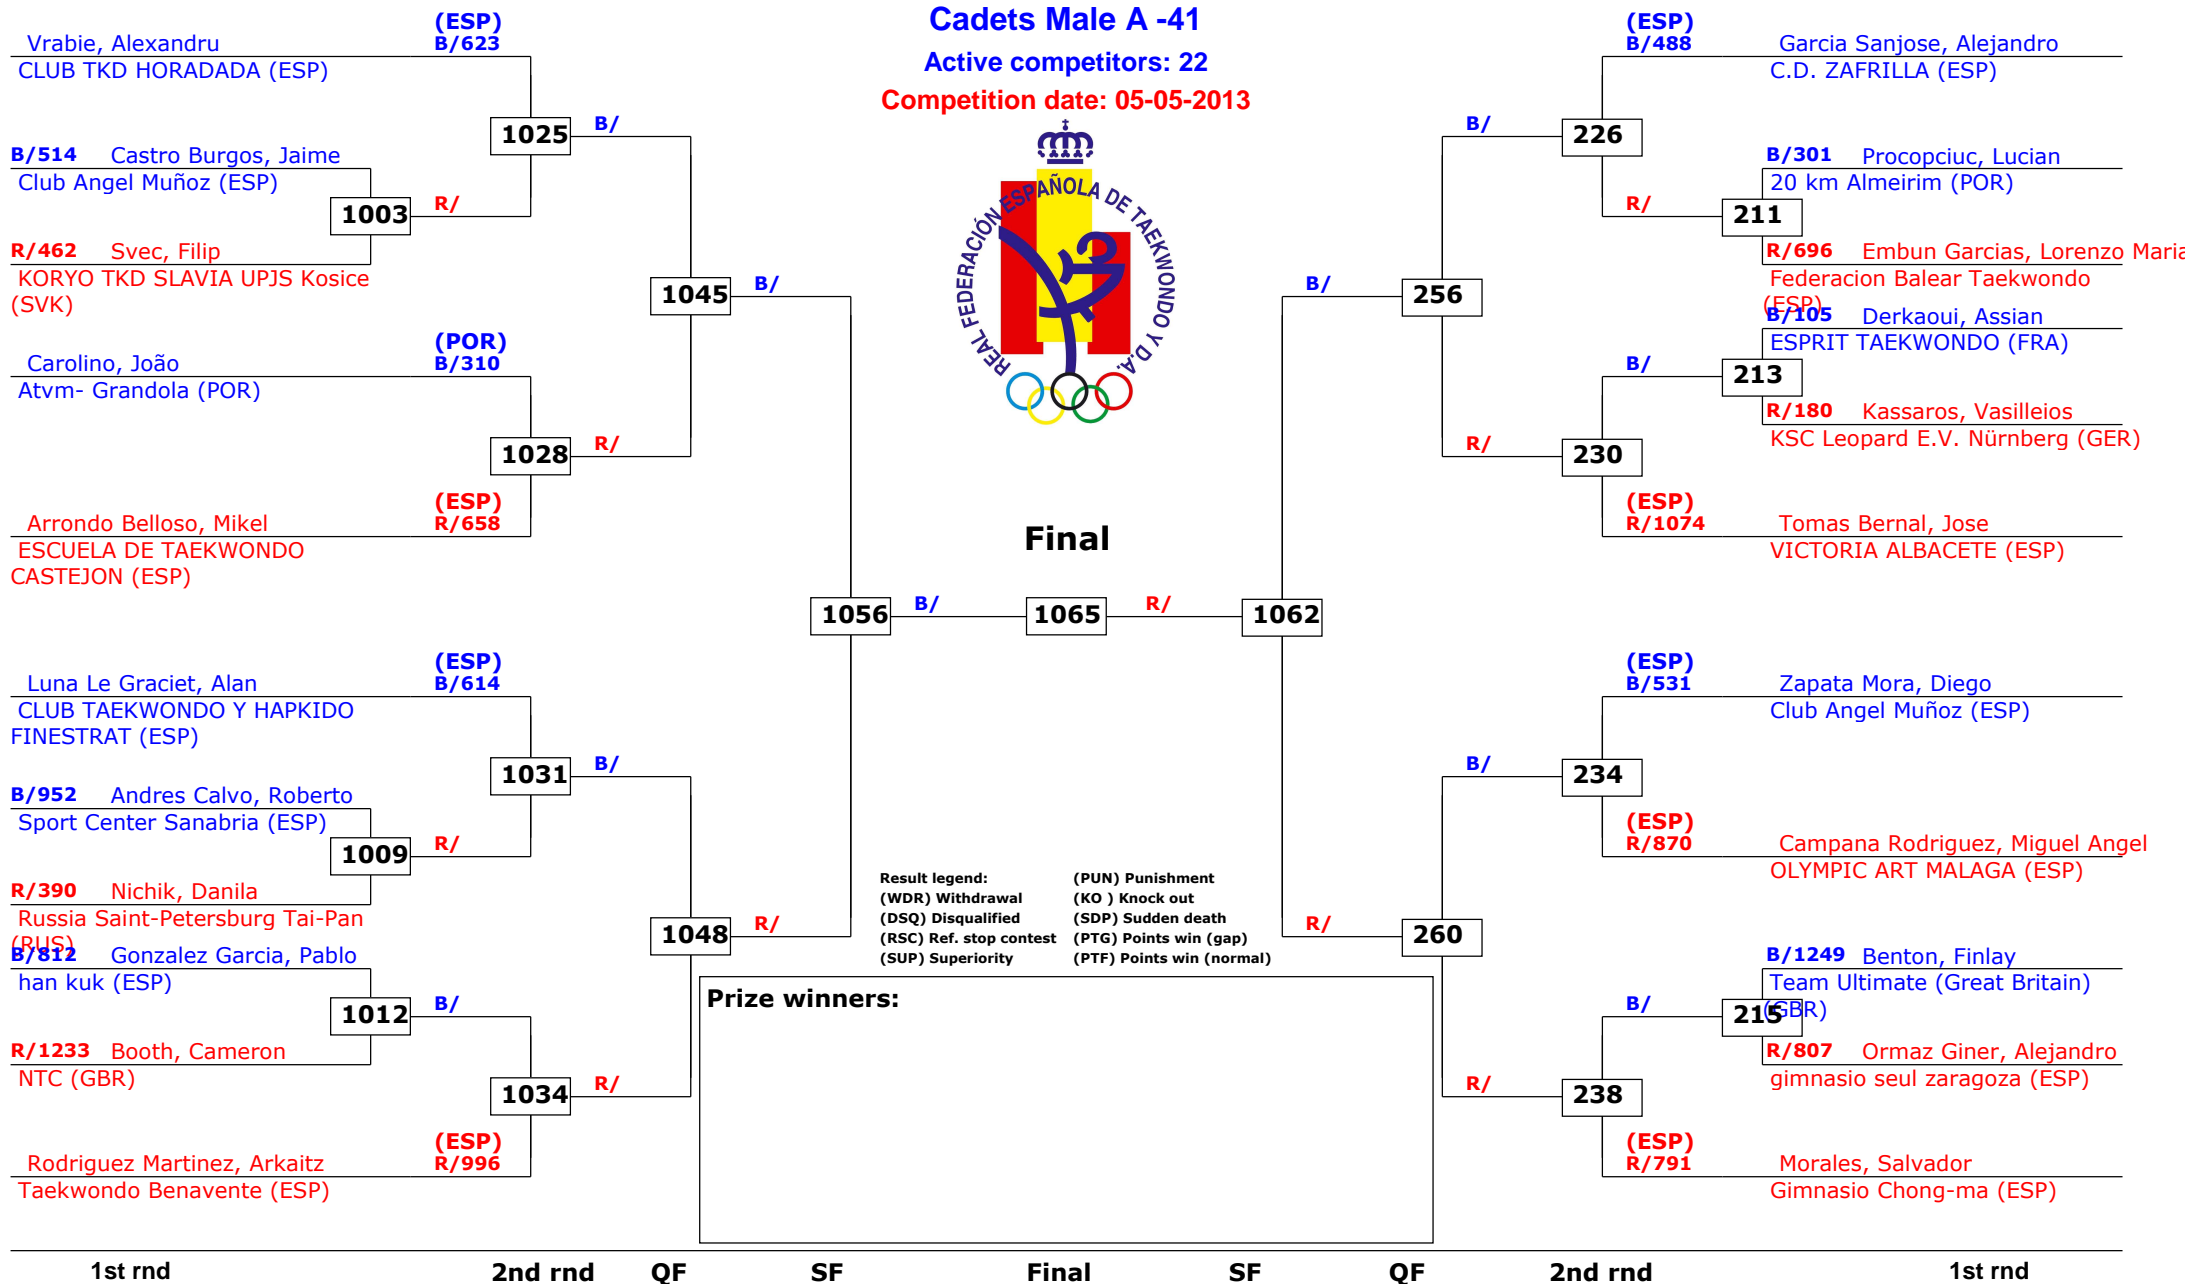 Cadets Male A -41
Active competitors: 22
Competition date: 05-05-2013
REAL FEDERACIÓN ESPAÑOLA DE TAEKWONDO Y D.A.
(ESP)
Vrabie, Alexandru B/623
CLUB TKD HORADADA (ESP)
1025
B/
B/514 Castro Burgos, Jaime
Club Angel Muñoz (ESP)
1003
R/
R/462 Svec, Filip
KORYO TKD SLAVIA UPJS Kosice
(SVK)
1045
B/
(POR)
Carolino, João B/310
Atvm- Grandola (POR)
1028
R/
(ESP)
Arrondo Belloso, Mikel R/658
ESCUELA DE TAEKWONDO
CASTEJON (ESP)
1056
B/
(ESP)
Luna Le Graciet, Alan B/614
CLUB TAEKWONDO Y HAPKIDO
FINESTRAT (ESP)
1031
B/
B/952 Andres Calvo, Roberto
Sport Center Sanabria (ESP)
1009
R/
R/390 Nichik, Danila
Russia Saint-Petersburg Tai-Pan
(RUS)
1048
R/
B/812 Gonzalez Garcia, Pablo
han kuk (ESP)
1012
B/
R/1233 Booth, Cameron
NTC (GBR)
1034
R/
(ESP)
Rodriguez Martinez, Arkaitz R/996
Taekwondo Benavente (ESP)
Final
1065
R/
1062
(ESP)
B/488 Garcia Sanjose, Alejandro
C.D. ZAFRILLA (ESP)
B/
226
B/301 Procopciuc, Lucian
20 km Almeirim (POR)
R/
211
R/696 Embun Garcias, Lorenzo Maria
Federacion Balear Taekwondo
(ESP)
B/
256
B/105 Derkaoui, Assian
ESPRIT TAEKWONDO (FRA)
B/
213
R/180 Kassaros, Vasilleios
KSC Leopard E.V. Nürnberg (GER)
R/
230
(ESP)
R/1074 Tomas Bernal, Jose
VICTORIA ALBACETE (ESP)
(ESP)
B/531 Zapata Mora, Diego
Club Angel Muñoz (ESP)
B/
234
(ESP)
R/870 Campana Rodriguez, Miguel Angel
OLYMPIC ART MALAGA (ESP)
R/
260
B/1249 Benton, Finlay
Team Ultimate (Great Britain)
(GBR)
B/
215
R/807 Ormaz Giner, Alejandro
gimnasio seul zaragoza (ESP)
R/
238
(ESP)
R/791 Morales, Salvador
Gimnasio Chong-ma (ESP)
Result legend: (PUN) Punishment
(WDR) Withdrawal (KO ) Knock out
(DSQ) Disqualified (SDP) Sudden death
(RSC) Ref. stop contest (PTG) Points win (gap)
(SUP) Superiority (PTF) Points win (normal)
Prize winners:
1st rnd 2nd rnd QF SF Final SF QF 2nd rnd 1st rnd